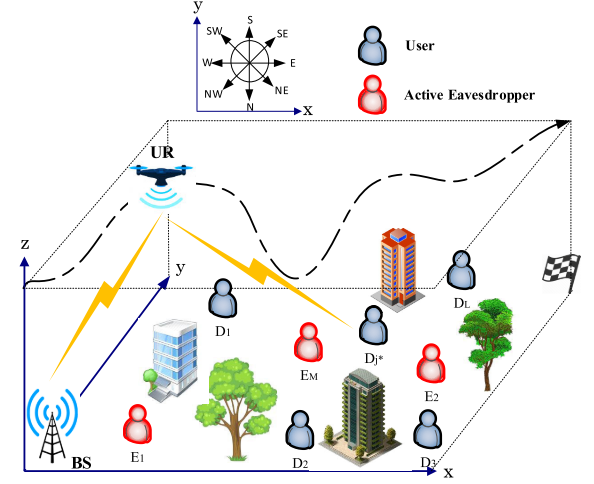 y
S
SW
SE
W
E
NW
NE
N
x
User
Active Eavesdropper
UR
z
y
D1
DL
EM
Dj*
E2
E1
BS
D2
D3
x